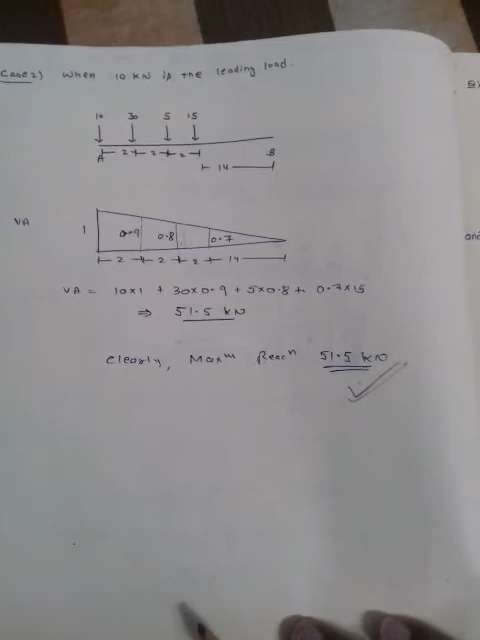 Case 2) When 10 KN is the leading load.
10 30 5 15
A 2 2 2 B
14
VA
1 0.9 0.8 0.7
2 2 2 14
VA = 10x1 + 30x0.9 + 5x0.8 + 0.7x15
⇒ 51.5 kN
Clearly, Maxm Reacn 51.5 kN
and